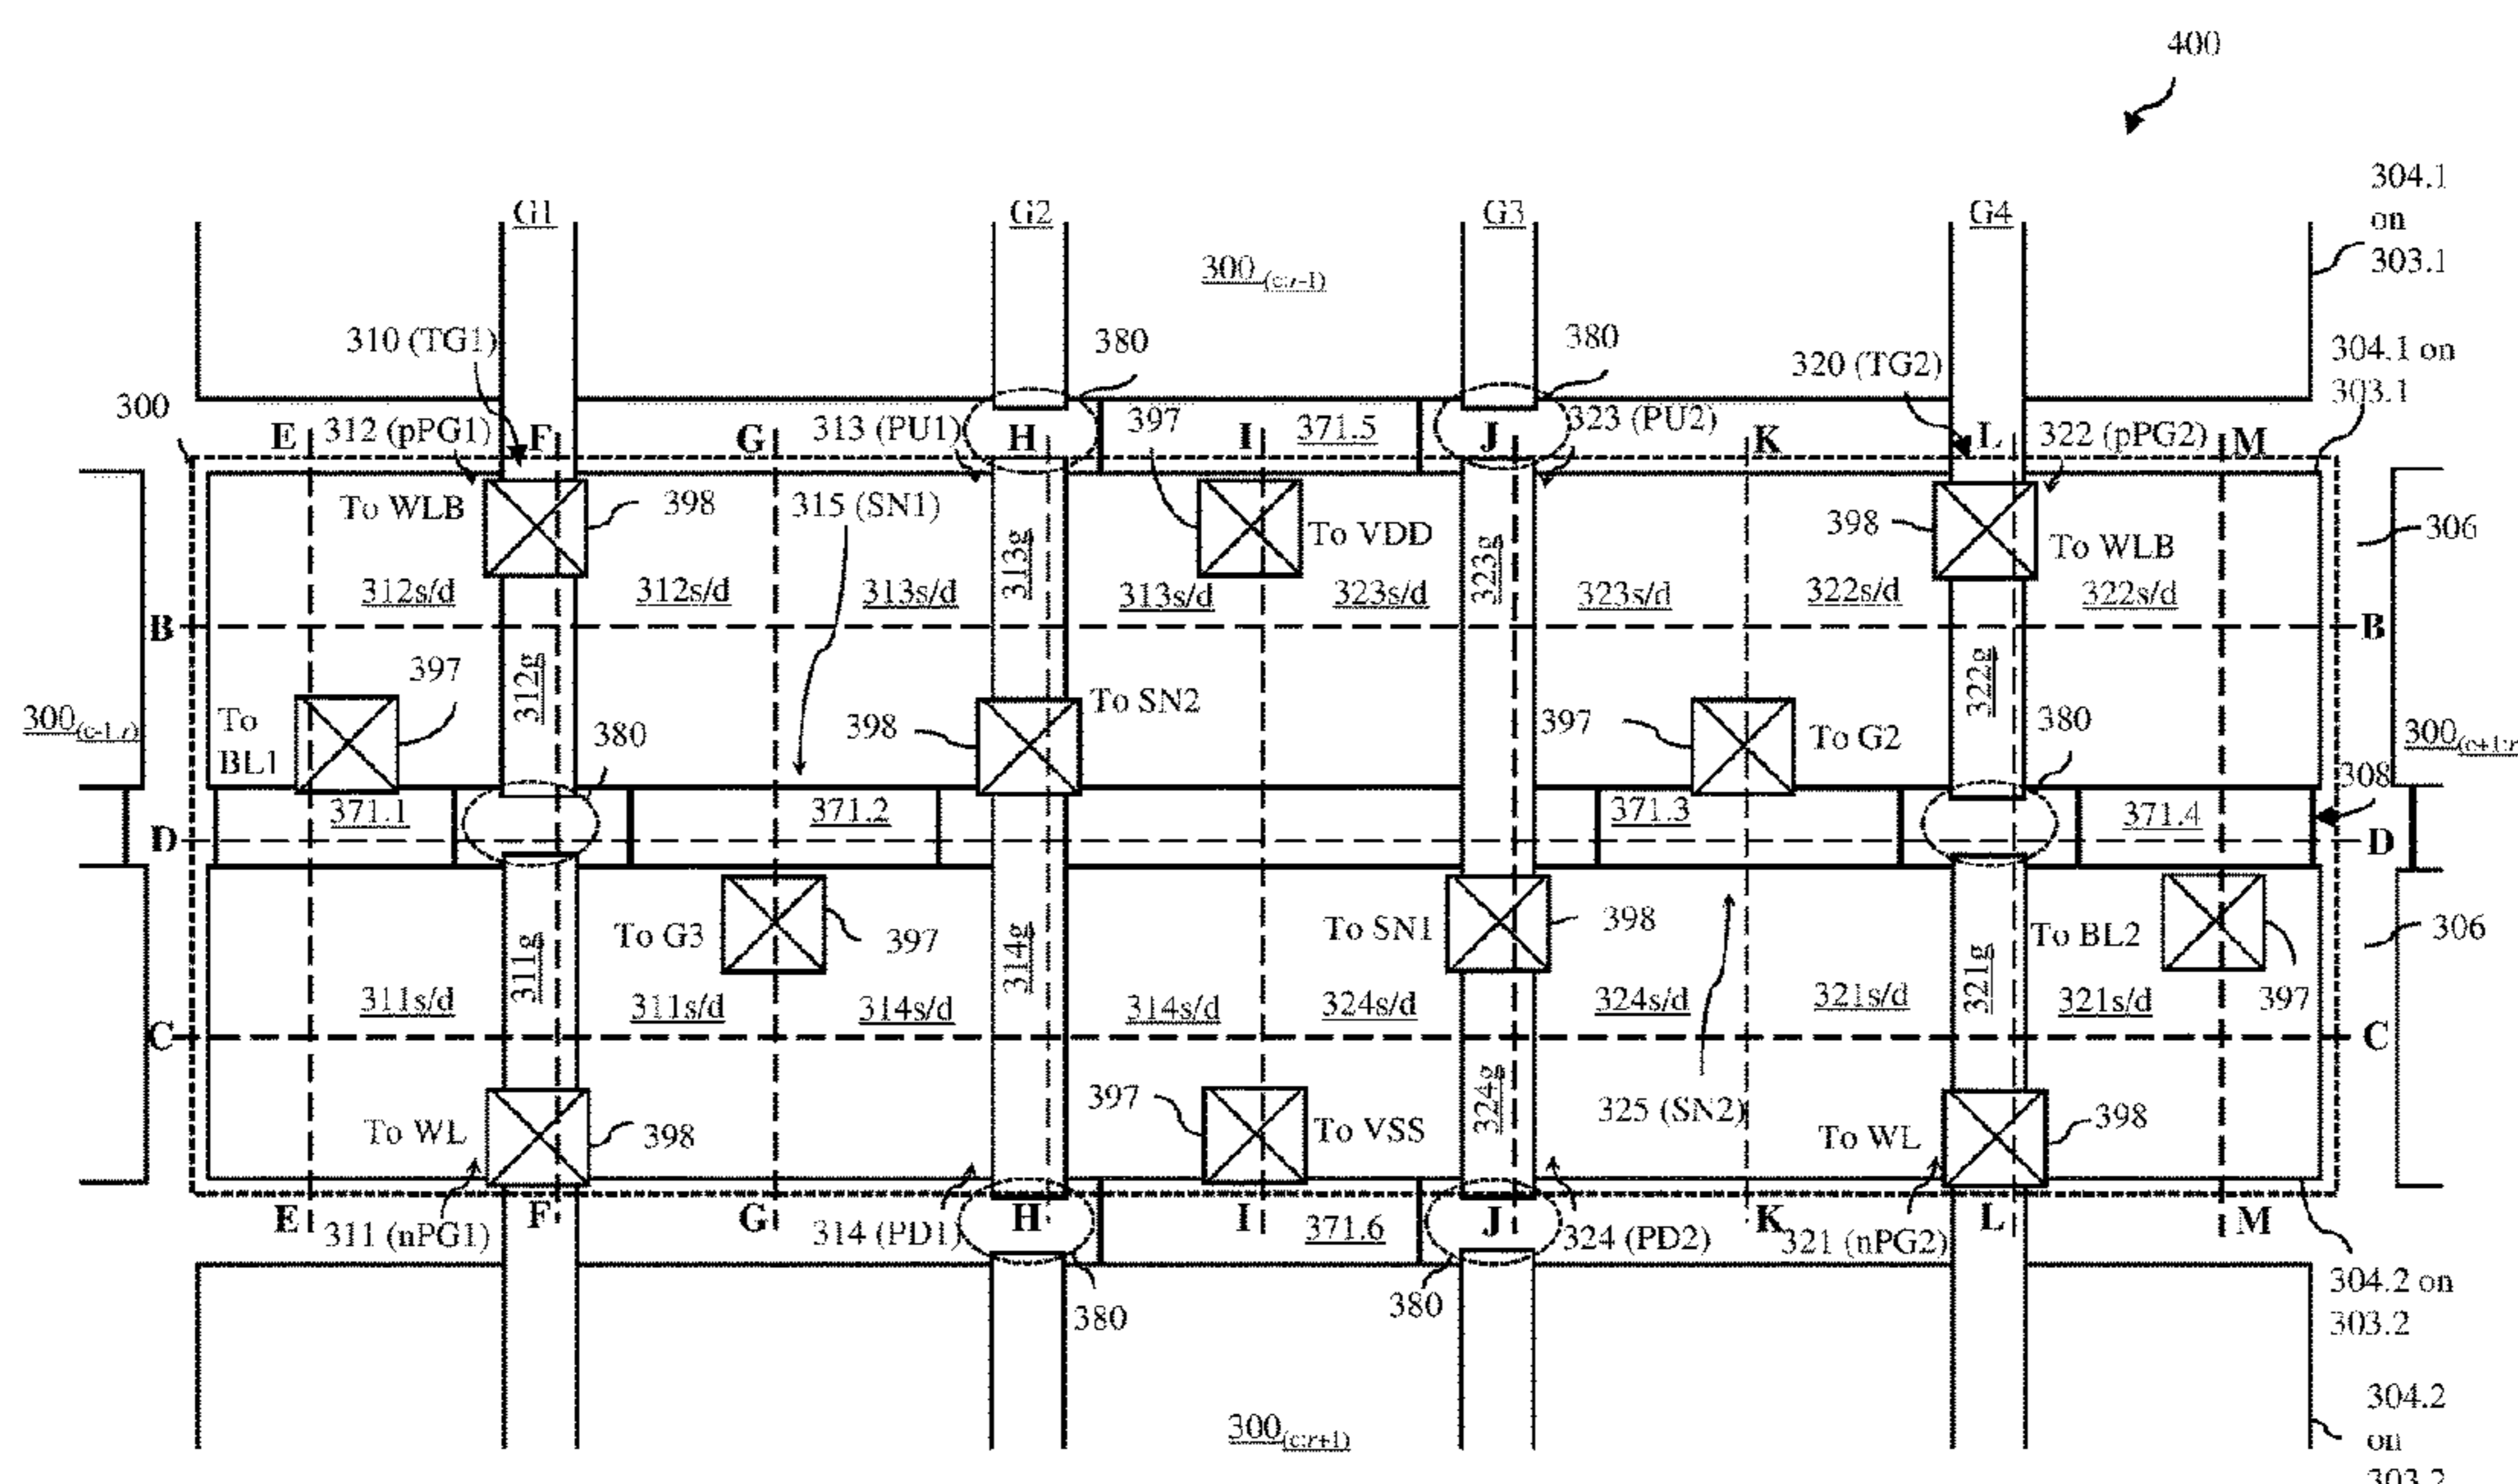 400
304.1
on
303.1
G1 G2 G3 G4
300(c:r-1)
310 (TG1) 380 380 320 (TG2) 304.1 on
303.1
300
E 312 (pPG1) F G 313 (PU1) H 397 I 371.5 J 323 (PU2) K L 322 (pPG2) M
To WLB 398 315 (SN1) 313g To VDD 323g 398 To WLB 306
312s/d 312s/d 313s/d 313s/d 323s/d 323s/d 322s/d 322s/d
B B
312g 397 To SN2 322g
300(c-1,r) To
BL1 380 398 397 To G2 380 300(c+1:r
308
371.1 371.2 371.3 371.4
D D
311g To G3 397 314g To SN1 398 321g To BL2 306
311s/d 311s/d 314s/d 314s/d 324s/d 324s/d 321s/d 321s/d 397
C C
To WL 398 397 To VSS 324g 325 (SN2) To WL 398
E 311 (nPG1) F G 314 (PD1) H I 371.6 J 324 (PD2) K 321 (nPG2) L M
380 380 304.2 on
303.2
300(c:r+1)
304.2
on
303.2